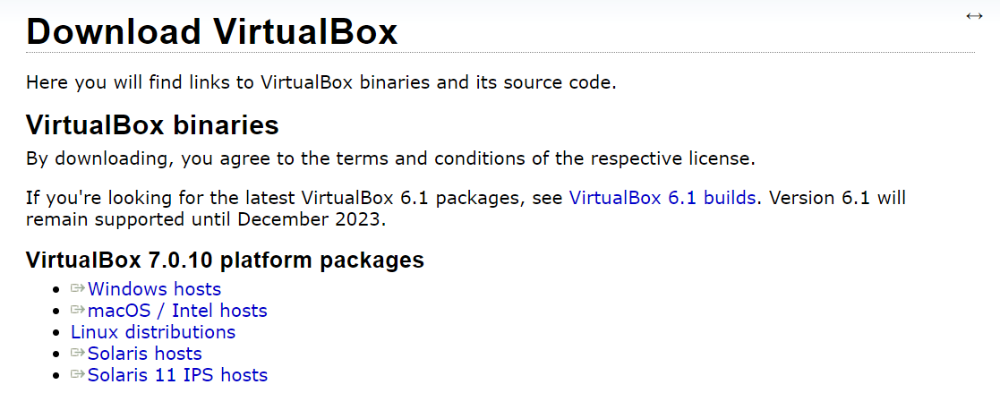 Download VirtualBox
Here you will find links to VirtualBox binaries and its source code.
VirtualBox binaries
By downloading, you agree to the terms and conditions of the respective license.
If you're looking for the latest VirtualBox 6.1 packages, see VirtualBox 6.1 builds. Version 6.1 will
remain supported until December 2023.
VirtualBox 7.0.10 platform packages
Windows hosts
macOS / Intel hosts
Linux distributions
Solaris hosts
Solaris 11 IPS hosts